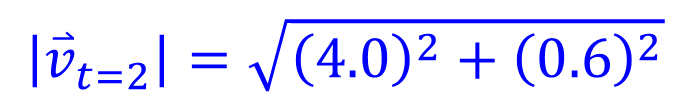 |v⃗ₜ₌₂| = √(4.0)² + (0.6)²